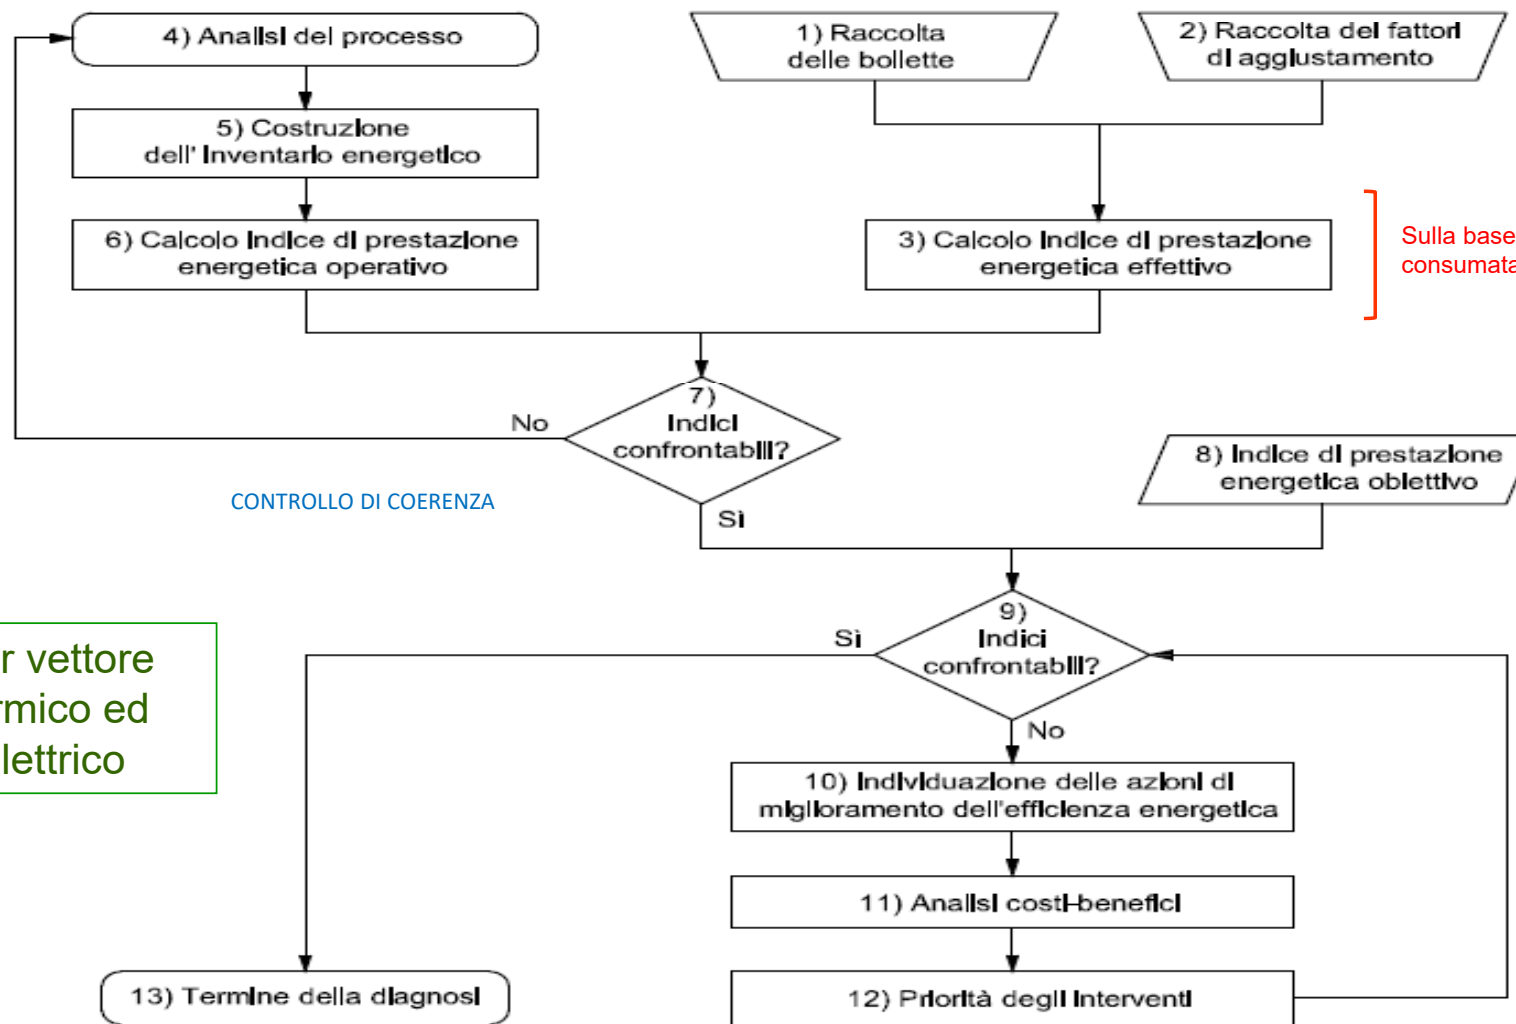 4) Analisi del processo
1) Raccolta
delle bollette
2) Raccolta dei fattori
di aggiustamento
5) Costruzione
dell' inventario energetico
6) Calcolo indice di prestazione
energetica operativo
3) Calcolo indice di prestazione
energetica effettivo
Sulla base
consumata
7)
Indici
confrontabili?
No
Sì
CONTROLLO DI COERENZA
8) Indice di prestazione
energetica obiettivo
9)
Indici
confrontabili?
Sì
No
r vettore
rmico ed
lettrico
10) Individuazione delle azioni di
miglioramento dell'efficienza energetica
11) Analisi costi-benefici
13) Termine della diagnosi
12) Priorità degli interventi